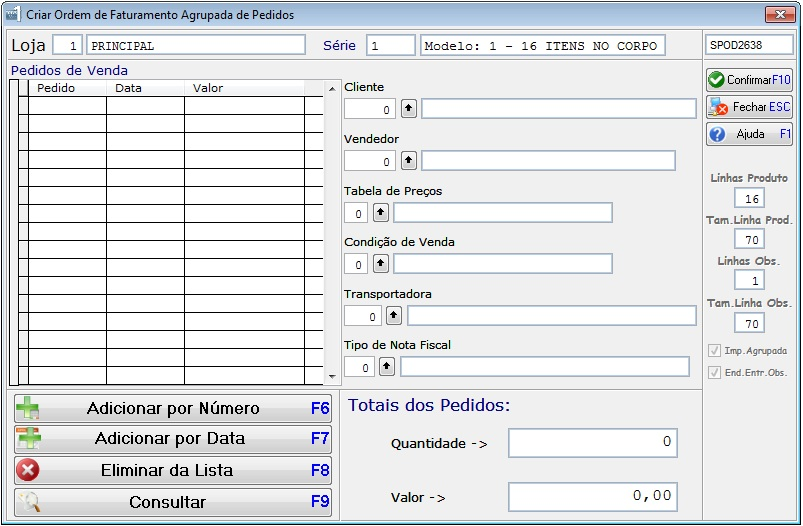 Criar Ordem de Faturamento Agrupada de Pedidos
Loja 1 PRINCIPAL Série 1 Modelo: 1 - 16 ITENS NO CORPO SPOD2638
Pedidos de Venda
Pedido Data Valor
Cliente
0
Vendedor
0
Tabela de Preços
0
Condição de Venda
0
Transportadora
0
Tipo de Nota Fiscal
0
Confirmar F10
Fechar ESC
Ajuda F1
Linhas Produto
16
Tam.Linha Prod.
70
Linhas Obs.
1
Tam.Linha Obs.
70
Imp.Agrupada
End.Entr.Obs.
Adicionar por Número F6
Adicionar por Data F7
Eliminar da Lista F8
Consultar F9
Totais dos Pedidos:
Quantidade -> 0
Valor -> 0,00